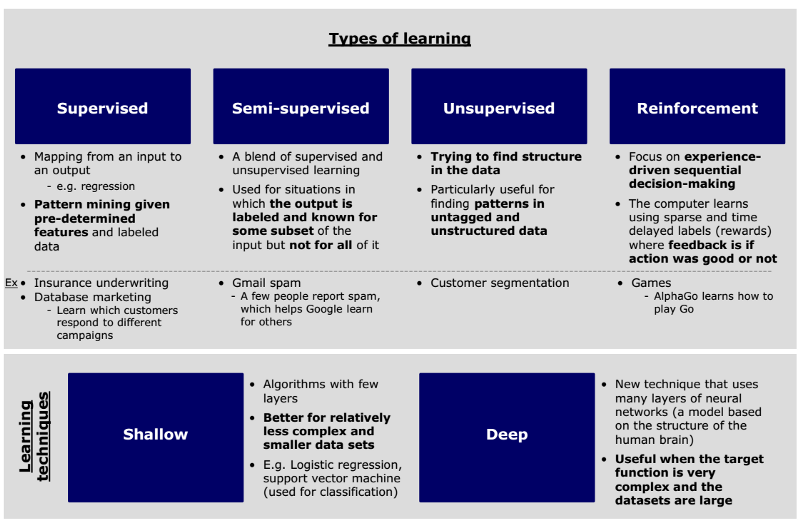 Types of learning
Supervised
• Mapping from an input to
an output
- e.g. regression
• Pattern mining given
pre-determined
features and labeled
data
Semi-supervised
• A blend of supervised and
unsupervised learning
• Used for situations in
which the output is
labeled and known for
some subset of the
input but not for all of it
Unsupervised
• Trying to find structure
in the data
• Particularly useful for
finding patterns in
untagged and
unstructured data
Reinforcement
• Focus on experience-
driven sequential
decision-making
• The computer learns
using sparse and time
delayed labels (rewards)
where feedback is if
action was good or not
Ex
• Insurance underwriting
• Database marketing
- Learn which customers
respond to different
campaigns
• Gmail spam
- A few people report spam,
which helps Google learn
for others
• Customer segmentation
• Games
- AlphaGo learns how to
play Go
Learning
techniques
Shallow
• Algorithms with few
layers
• Better for relatively
less complex and
smaller data sets
• E.g. Logistic regression,
support vector machine
(used for classification)
Deep
• New technique that uses
many layers of neural
networks (a model based
on the structure of the
human brain)
• Useful when the target
function is very
complex and the
datasets are large